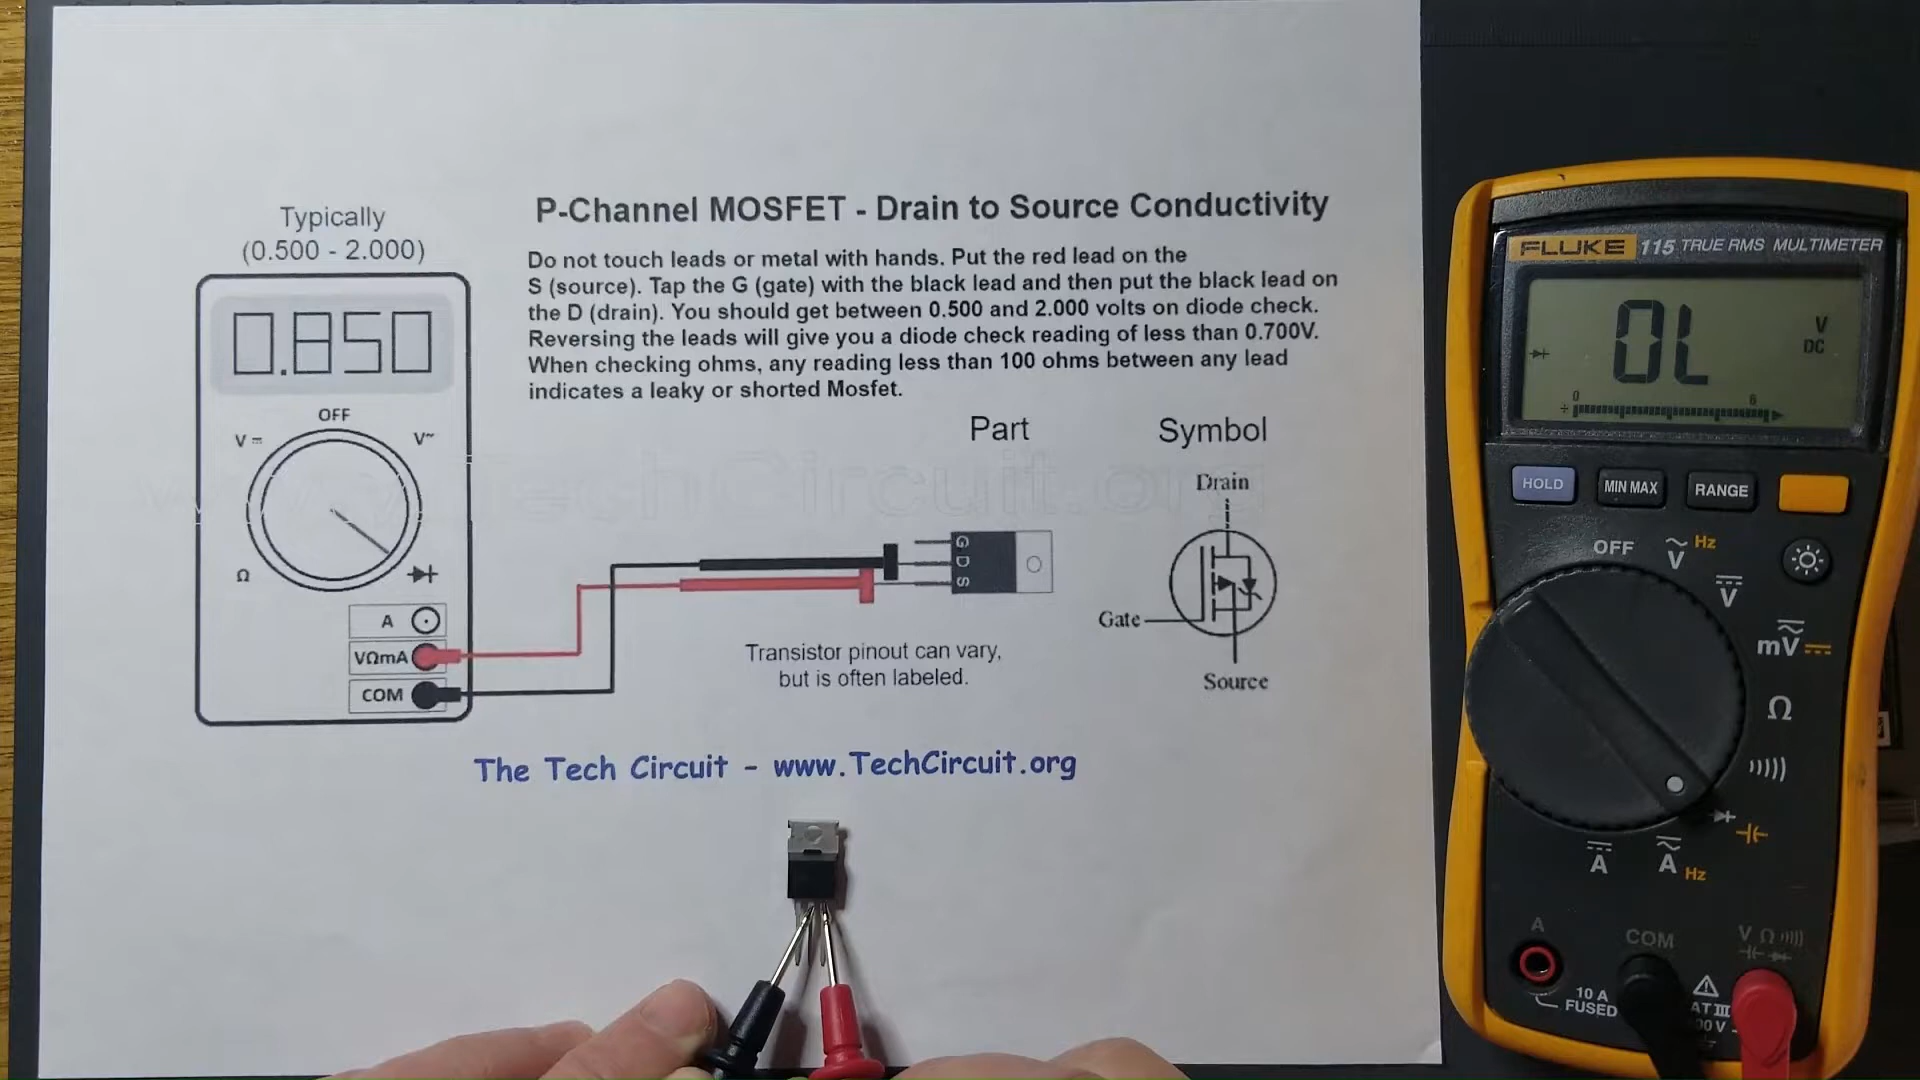 Typically
(0.500 - 2.000)
0.850
OFF
V
V~
Ω
A
VΩmA
COM
P-Channel MOSFET - Drain to Source Conductivity
Do not touch leads or metal with hands. Put the red lead on the
S (source). Tap the G (gate) with the black lead and then put the black lead on
the D (drain). You should get between 0.500 and 2.000 volts on diode check.
Reversing the leads will give you a diode check reading of less than 0.700V.
When checking ohms, any reading less than 100 ohms between any lead
indicates a leaky or shorted Mosfet.
Part
Symbol
TechCircuit.org
Drain
G
D
S
Gate
Source
Transistor pinout can vary,
but is often labeled.
The Tech Circuit - www.TechCircuit.org
FLUKE 115 TRUE RMS MULTIMETER
OL
V
DC
0 6
HOLD MIN MAX RANGE
OFF
V Hz
V
mV
Ω
A
A Hz
A
COM
V Ω
10 A
FUSED